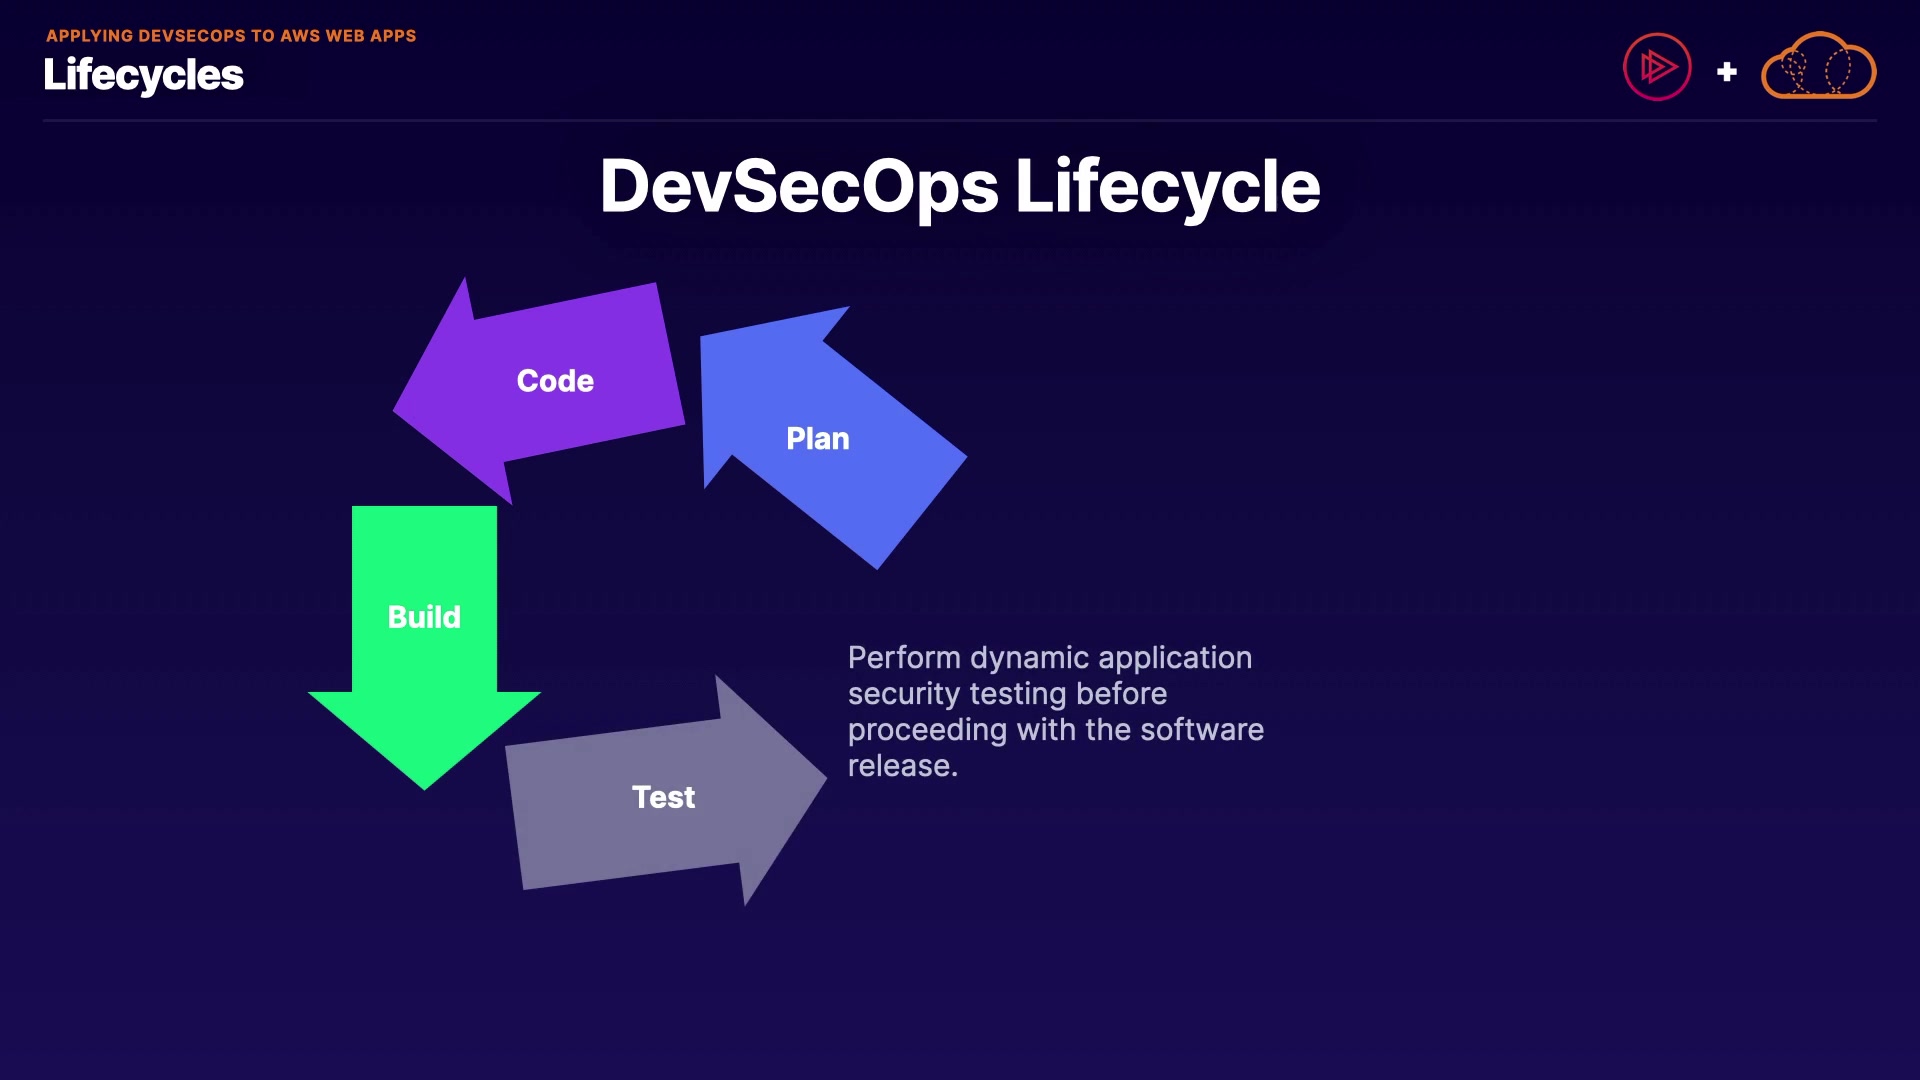 APPLYING DEVSECOPS TO AWS WEB APPS
Lifecycles
+
DevSecOps Lifecycle
Code
Plan
Build
Perform dynamic application
security testing before
proceeding with the software
release.
Test